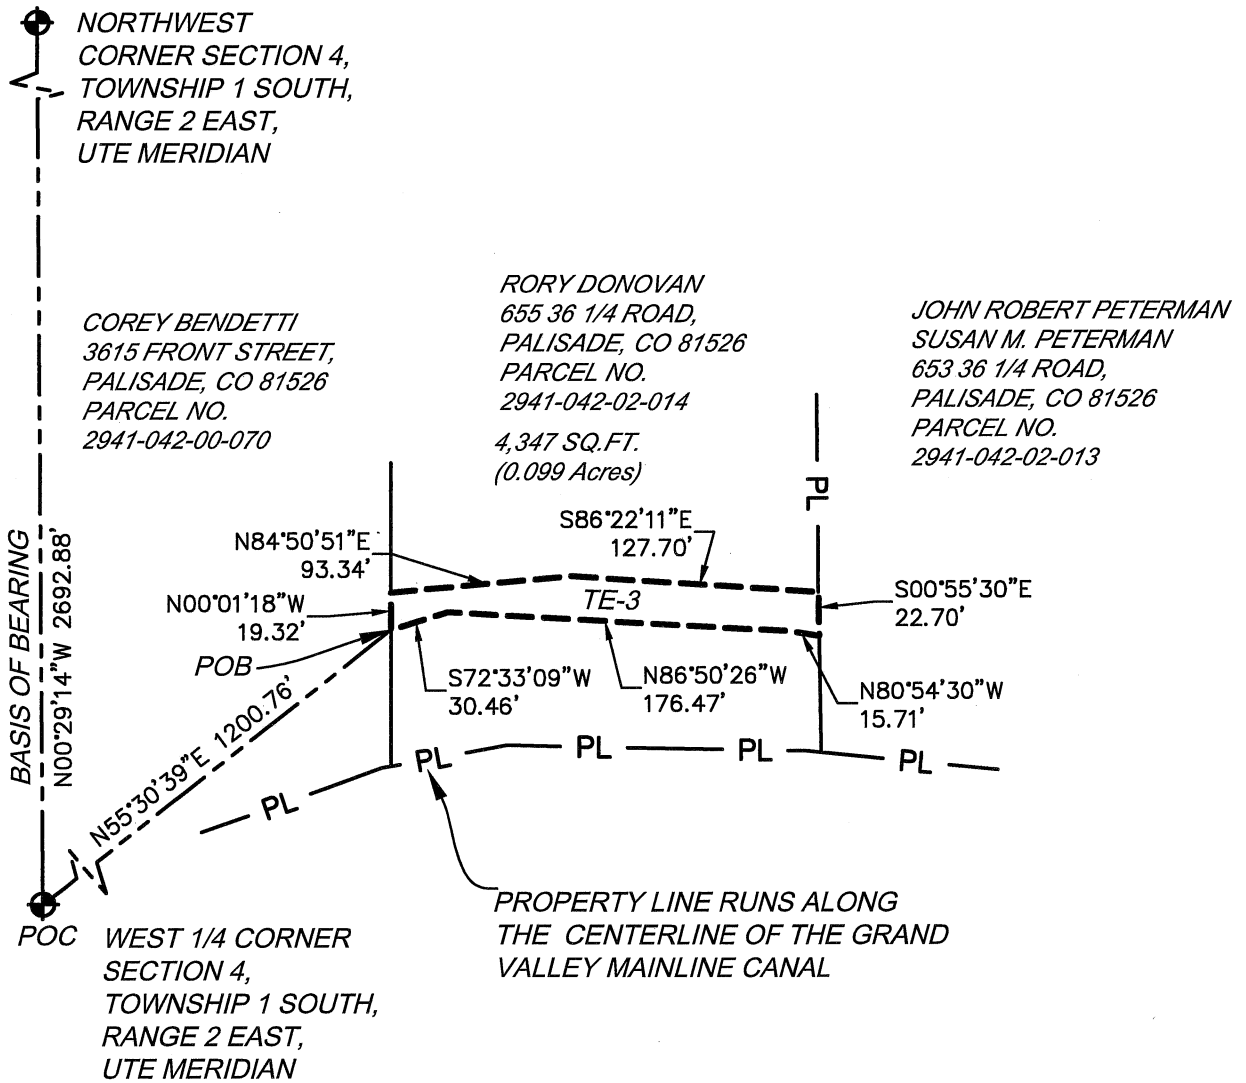 NORTHWEST
CORNER SECTION 4,
TOWNSHIP 1 SOUTH,
RANGE 2 EAST,
UTE MERIDIAN
COREY BENDETTI
3615 FRONT STREET,
PALISADE, CO 81526
PARCEL NO.
2941-042-00-070
RORY DONOVAN
655 36 1/4 ROAD,
PALISADE, CO 81526
PARCEL NO.
2941-042-02-014
4,347 SQ.FT.
(0.099 Acres)
JOHN ROBERT PETERMAN
SUSAN M. PETERMAN
653 36 1/4 ROAD,
PALISADE, CO 81526
PARCEL NO.
2941-042-02-013
PL
BASIS OF BEARING
N00°29'14"W 2692.88'
N84°50'51"E
93.34'
S86°22'11"E
127.70'
N00°01'18"W
19.32'
TE-3
S00°55'30"E
22.70'
POB
S72°33'09"W
30.46'
N86°50'26"W
176.47'
N80°54'30"W
15.71'
N55°30'39"E 1200.76'
PL
PL
PL
PL
PL
PROPERTY LINE RUNS ALONG
THE CENTERLINE OF THE GRAND
VALLEY MAINLINE CANAL
POC
WEST 1/4 CORNER
SECTION 4,
TOWNSHIP 1 SOUTH,
RANGE 2 EAST,
UTE MERIDIAN